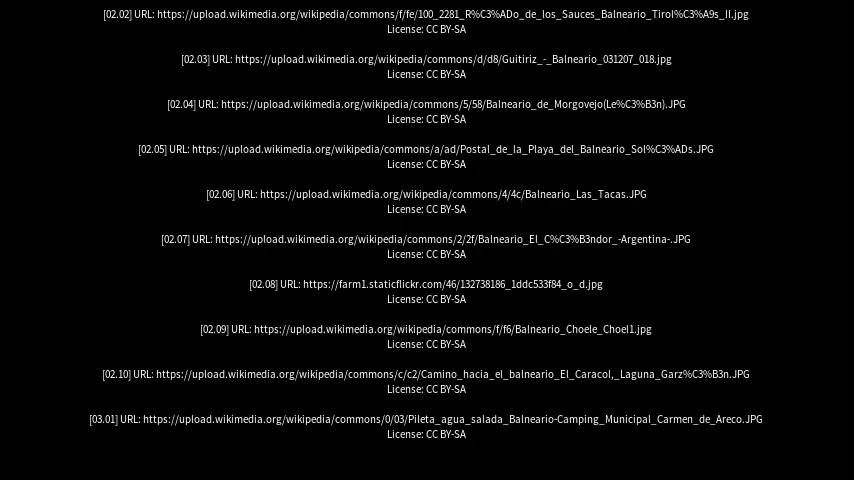 [02.02] URL: https://upload.wikimedia.org/wikipedia/commons/f/fe/100_2281_R%C3%ADo_de_los_Sauces_Balneario_Tirol%C3%A9s_II.jpg
License: CC BY-SA
[02.03] URL: https://upload.wikimedia.org/wikipedia/commons/d/d8/Guitiriz_-_Balneario_031207_018.jpg
License: CC BY-SA
[02.04] URL: https://upload.wikimedia.org/wikipedia/commons/5/58/Balneario_de_Morgovejo(Le%C3%B3n).JPG
License: CC BY-SA
[02.05] URL: https://upload.wikimedia.org/wikipedia/commons/a/ad/Postal_de_la_Playa_del_Balneario_Sol%C3%ADs.JPG
License: CC BY-SA
[02.06] URL: https://upload.wikimedia.org/wikipedia/commons/4/4c/Balneario_Las_Tacas.JPG
License: CC BY-SA
[02.07] URL: https://upload.wikimedia.org/wikipedia/commons/2/2f/Balneario_El_C%C3%B3ndor_-Argentina-.JPG
License: CC BY-SA
[02.08] URL: https://farm1.staticflickr.com/46/132738186_1ddc533f84_o_d.jpg
License: CC BY-SA
[02.09] URL: https://upload.wikimedia.org/wikipedia/commons/f/f6/Balneario_Choele_Choel1.jpg
License: CC BY-SA
[02.10] URL: https://upload.wikimedia.org/wikipedia/commons/c/c2/Camino_hacia_el_balneario_El_Caracol,_Laguna_Garz%C3%B3n.JPG
License: CC BY-SA
[03.01] URL: https://upload.wikimedia.org/wikipedia/commons/0/03/Pileta_agua_salada_Balneario-Camping_Municipal_Carmen_de_Areco.JPG
License: CC BY-SA